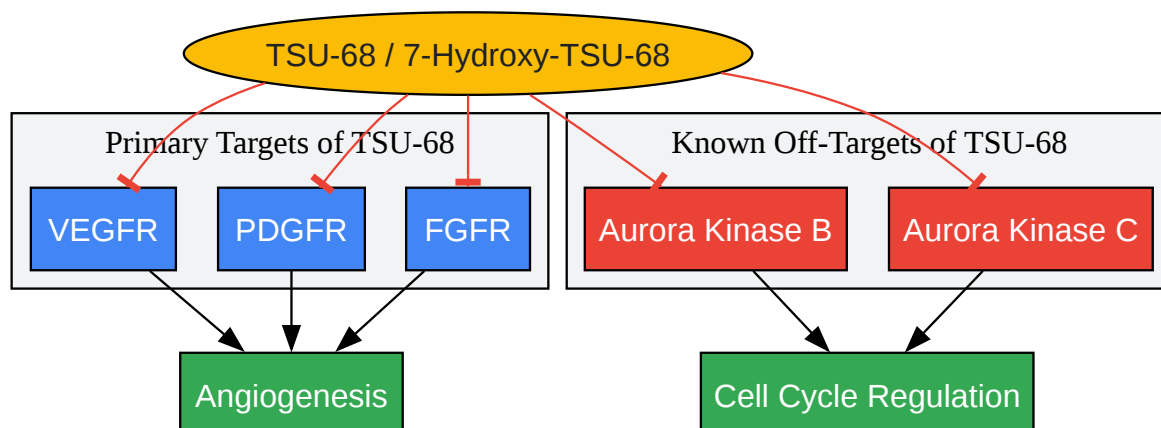 TSU-68 / 7-Hydroxy-TSU-68
Primary Targets of TSU-68
Known Off-Targets of TSU-68
VEGFR
PDGFR
FGFR
Aurora Kinase B
Aurora Kinase C
Angiogenesis
Cell Cycle Regulation